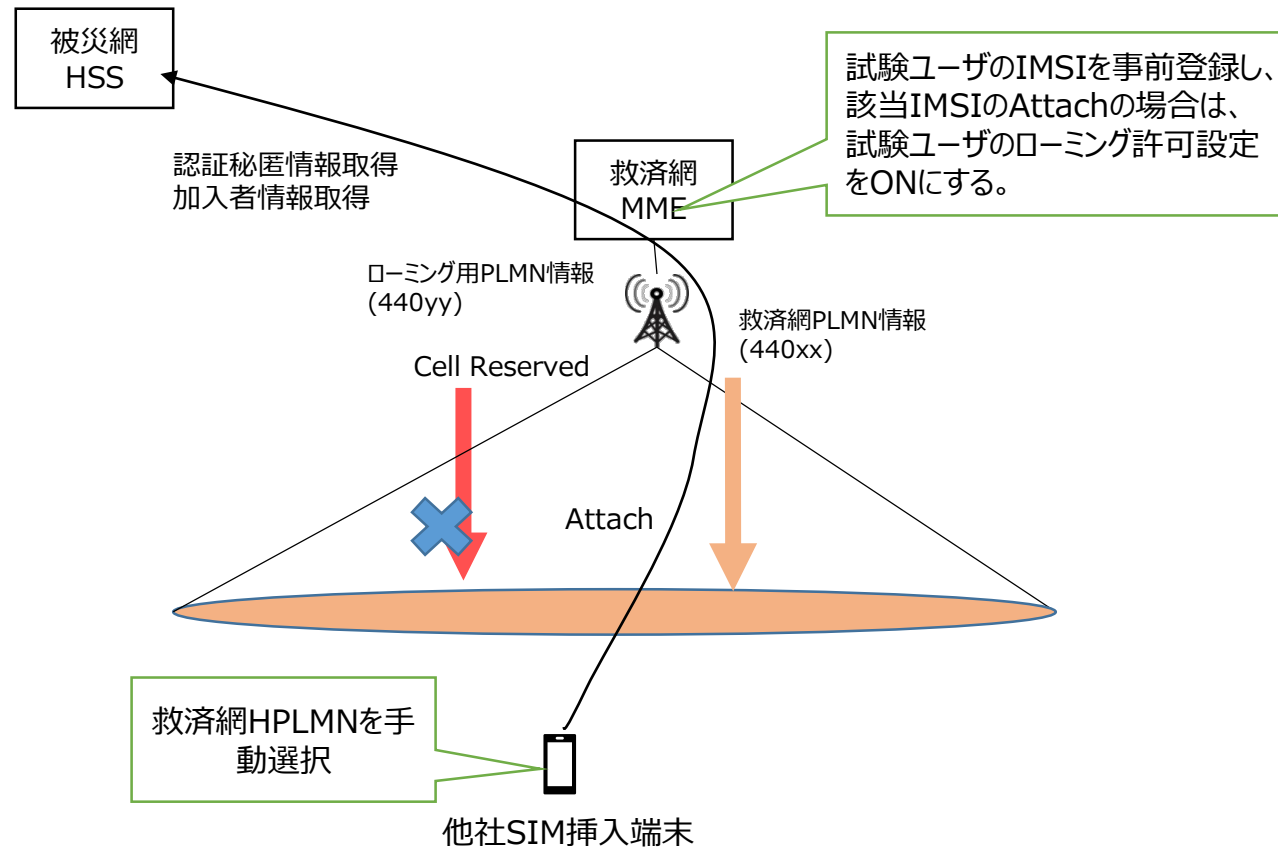 被災網
HSS
試験ユーザのIMSIを事前登録し、
該当IMSIのAttachの場合は、
試験ユーザのローミング許可設定
をONにする。
認証秘匿情報取得
加入者情報取得
救済網
MME
ローミング用PLMN情報
(440yy)
救済網PLMN情報
(440xx)
Cell Reserved
Attach
救済網HPLMNを手
動選択
他社SIM挿入端末